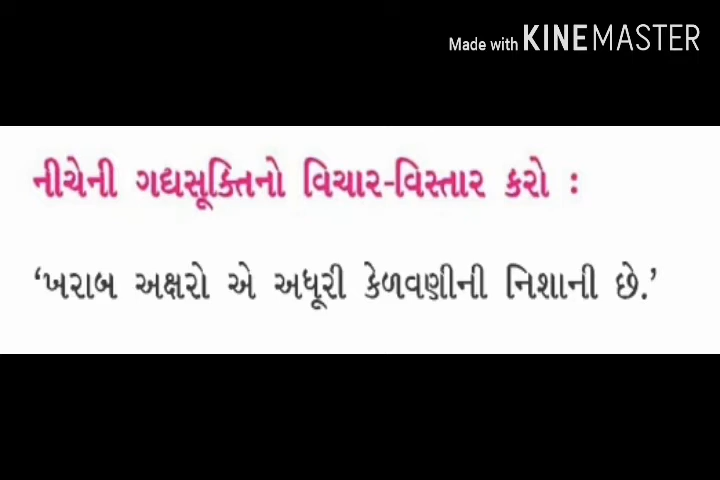 Made with KINEMASTER
નીચેની ગદ્યસૂક્તિનો વિચાર-વિસ્તાર કરો :
‘ખરાબ અક્ષરો એ અધૂરી કેળવણીની નિશાની છે.’